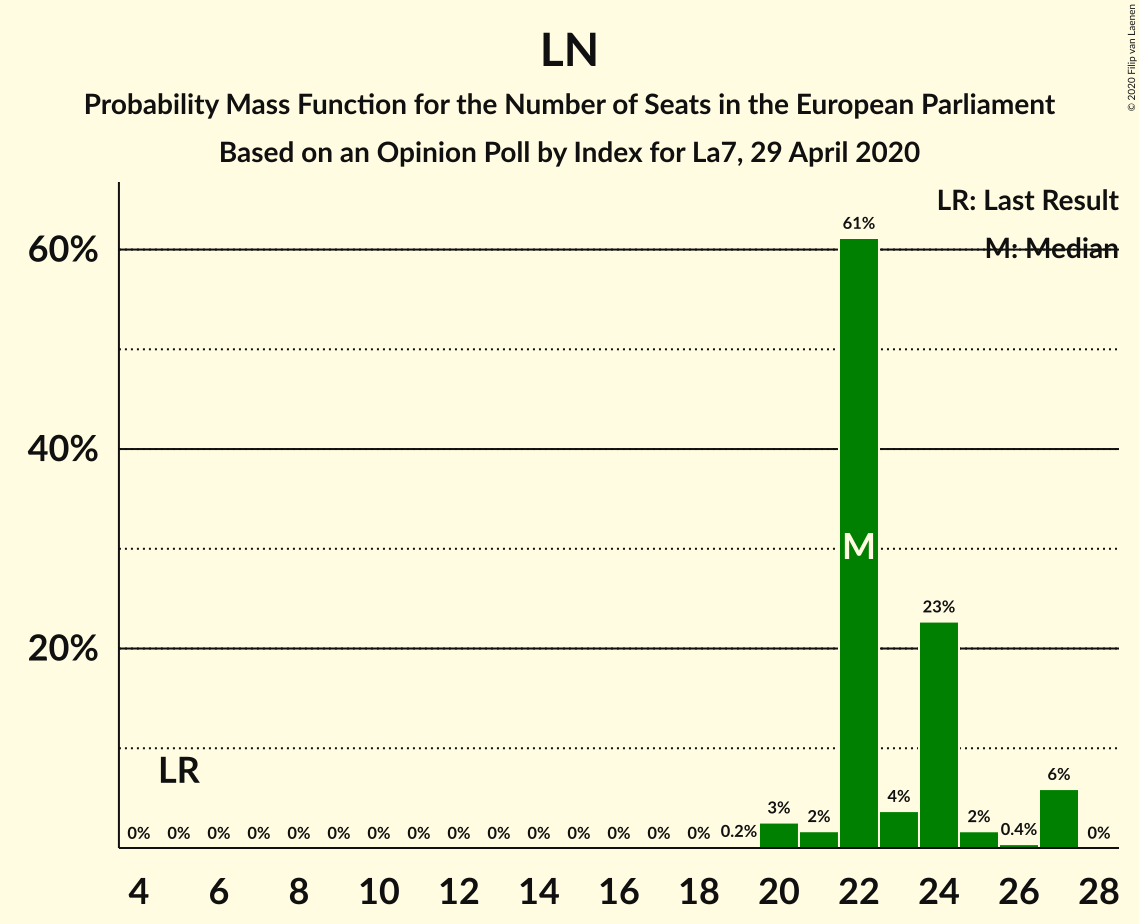 LN
Probability Mass Function for the Number of Seats in the European Parliament
Based on an Opinion Poll by Index for La7, 29 April 2020
© 2020 Filip van Laenen
LR: Last Result
M: Median
60%
40%
20%
61%
M
23%
LR
0% 0% 0% 0% 0% 0% 0% 0% 0% 0% 0% 0% 0% 0% 0% 0.2% 3% 2% 4% 2% 0.4% 6% 0%
4 6 8 10 12 14 16 18 20 22 24 26 28